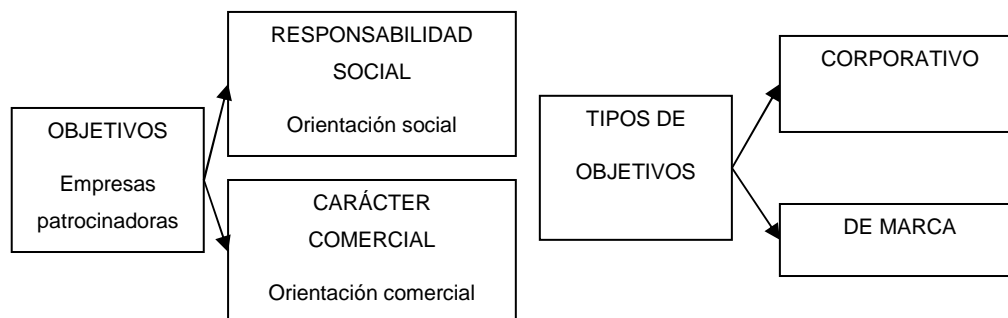 OBJETIVOS
Empresas
patrocinadoras
RESPONSABILIDAD
SOCIAL
Orientación social
CARÁCTER
COMERCIAL
Orientación comercial
TIPOS DE
OBJETIVOS
CORPORATIVO
DE MARCA